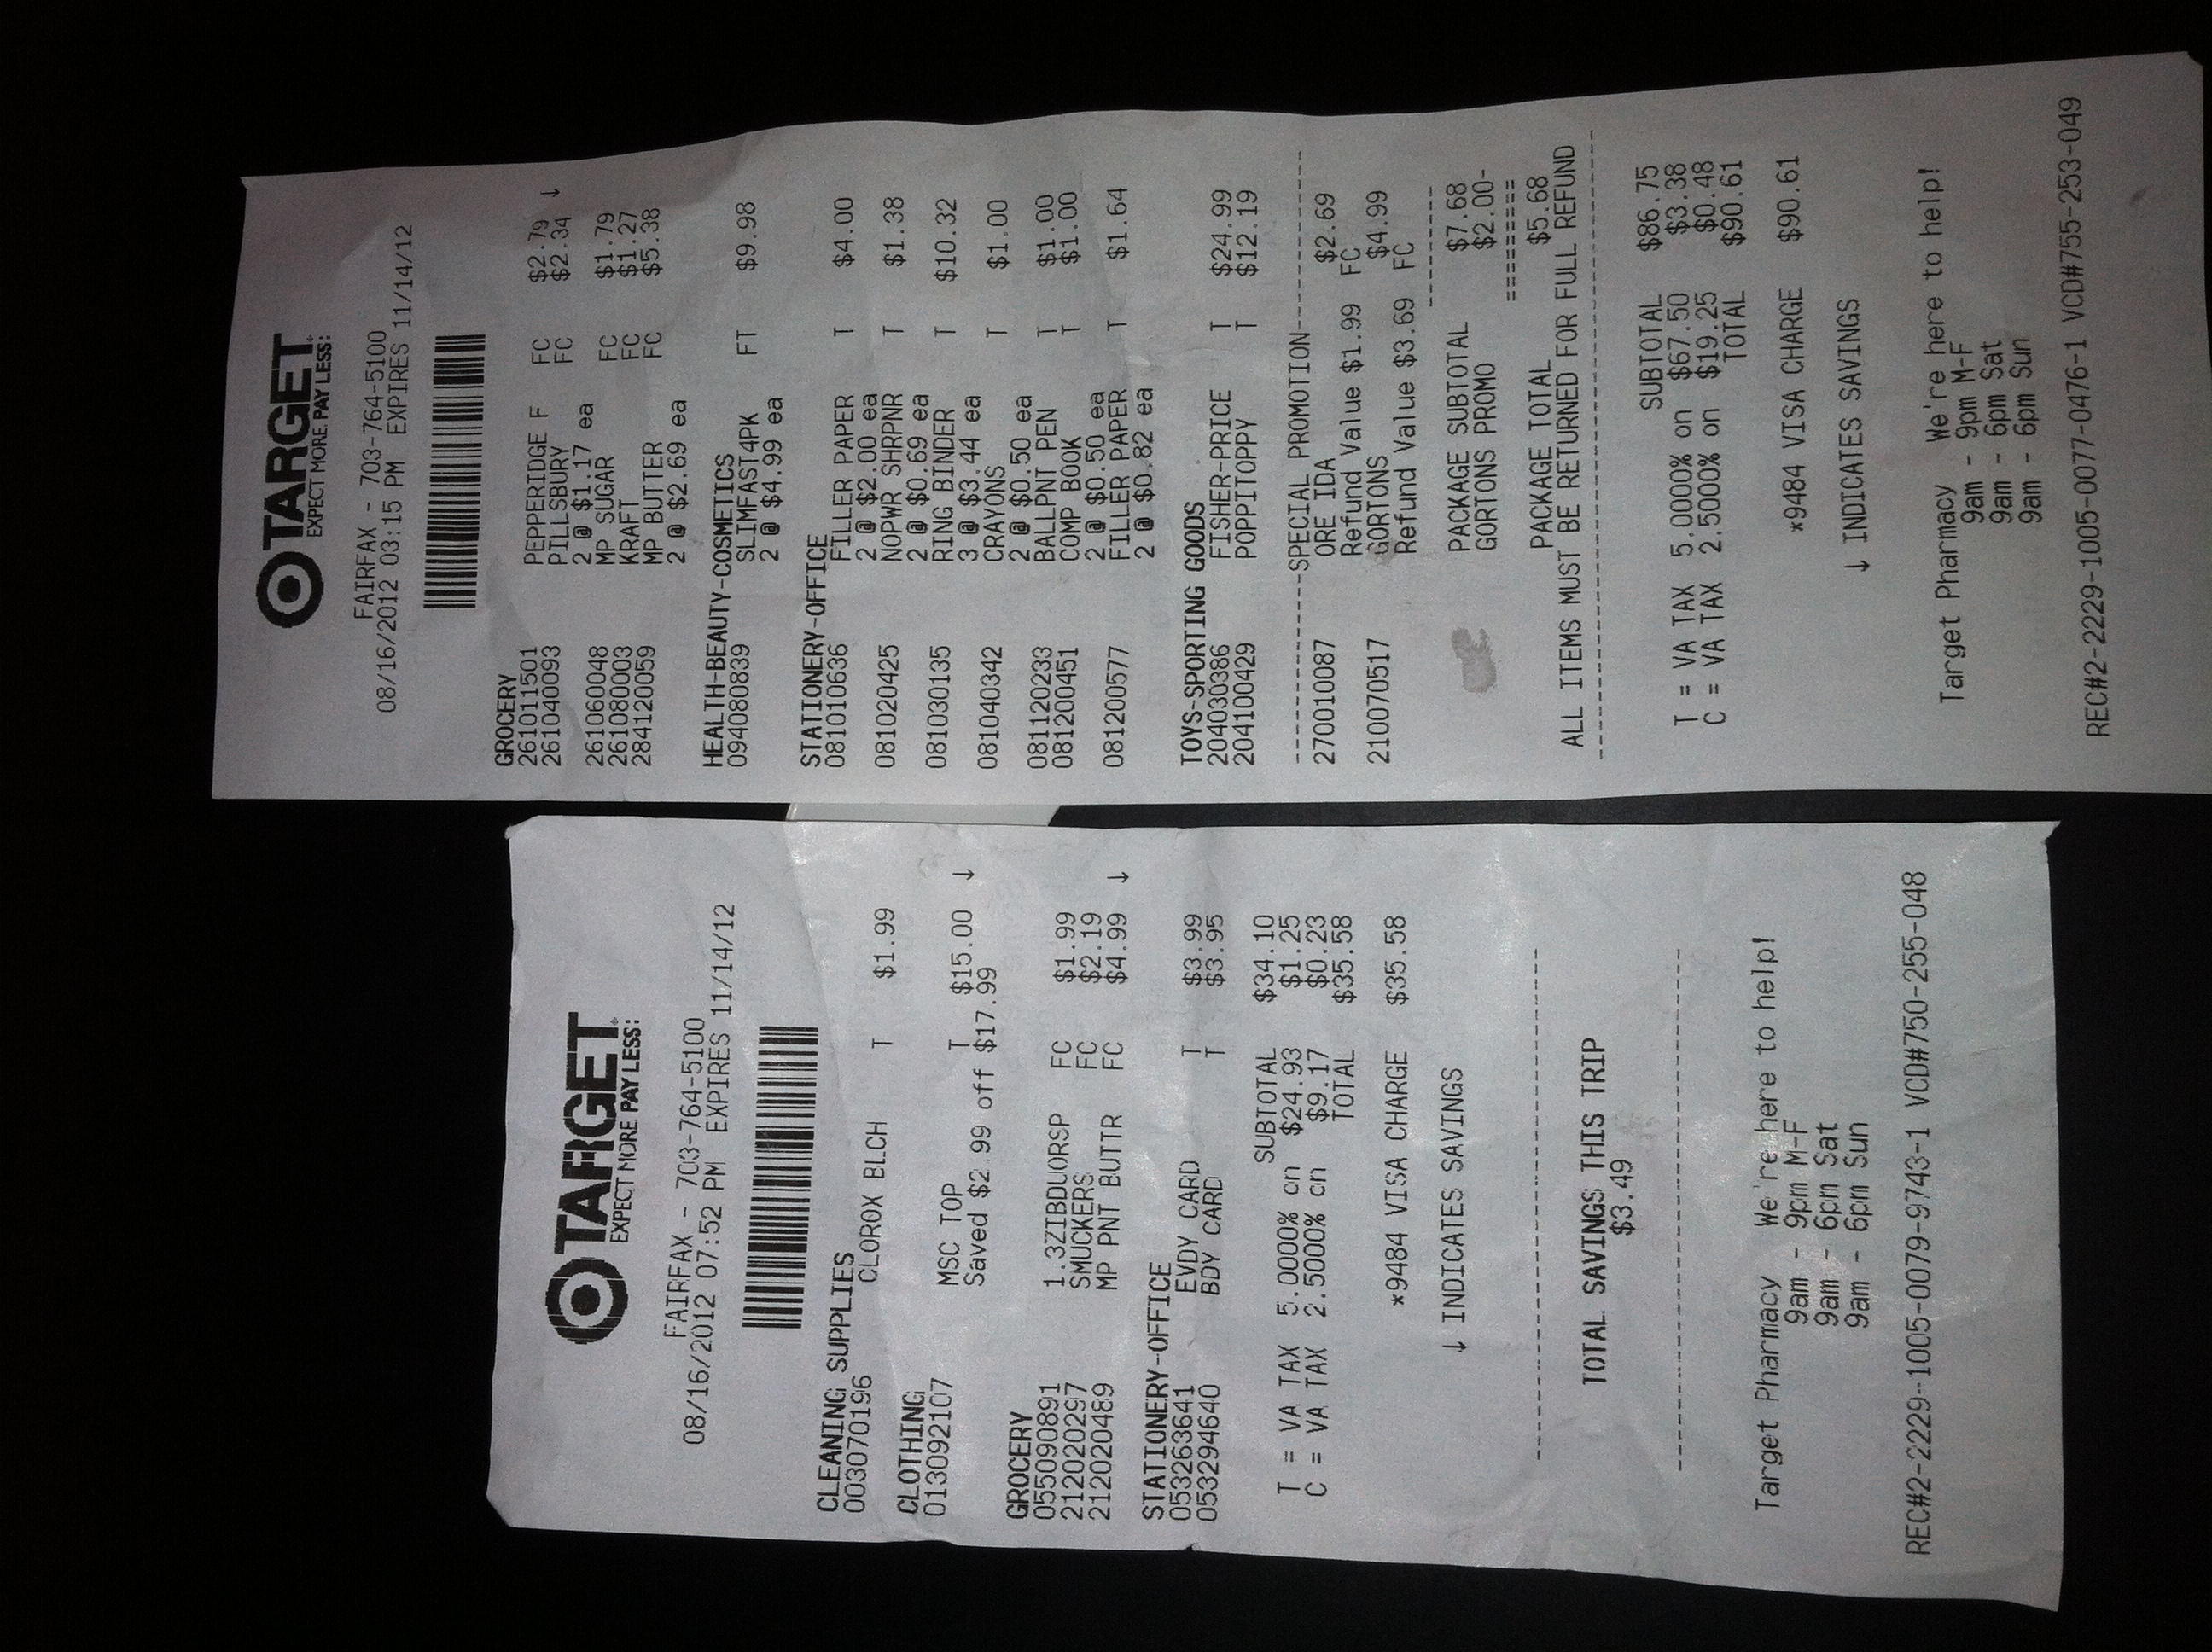 TARGET
EXPECT MORE. PAY LESS.
FAIRFAX - 703-764-5100
08/16/2012 07:52 PM EXPIRES 11/14/12
CLEANING SUPPLIES
003070196 CLOROX BLCH T $1.99
CLOTHING
013092107 MSC TOP T $15.00 ↓
Saved $2.99 off $17.99
GROCERY
055090891 1.3ZIBDUORSP FC $1.99
212020297 SMUCKERS FC $2.19
212020489 MP PNT BUTTR FC $4.99 ↓
STATIONERY-OFFICE
053263641 EVDY CARD T $3.99
053294640 BDY CARD T $3.95
SUBTOTAL $34.10
T = VA TAX 5.0000% on $24.93 $1.25
C = VA TAX 2.5000% on $9.17 $0.23
TOTAL $35.58
*9484 VISA CHARGE $35.58
↓ INDICATES SAVINGS
TOTAL SAVINGS THIS TRIP
$3.49
Target Pharmacy We're here to help!
9am - 9pm M-F
9am - 6pm Sat
9am - 6pm Sun
REC#2-2229-1005-0079-9743-1 VCD#750-255-048
TARGET
EXPECT MORE. PAY LESS.
FAIRFAX - 703-764-5100
08/16/2012 03:15 PM EXPIRES 11/14/12
GROCERY
261011501 PEPPERIDGE F FC $2.79 ↓
261040093 PILLSBURY FC $2.34
2 @ $1.17 ea
261060048 MP SUGAR FC $1.79
261080003 KRAFT FC $1.27
284120059 MP BUTTER FC $5.38
2 @ $2.69 ea
HEALTH-BEAUTY-COSMETICS
094080839 SLIMFAST4PK FT $9.98
2 @ $4.99 ea
STATIONERY-OFFICE
081010636 FILLER PAPER T $4.00
2 @ $2.00 ea
081020425 NOPWR SHRPNR T $1.38
2 @ $0.69 ea
081030135 RING BINDER T $10.32
3 @ $3.44 ea
081040342 CRAYONS T $1.00
2 @ $0.50 ea
081120233 BALLPNT PEN T $1.00
081200451 COMP BOOK T $1.00
2 @ $0.50 ea
081200577 FILLER PAPER T $1.64
2 @ $0.82 ea
TOYS-SPORTING GOODS
204030386 FISHER-PRICE T $24.99
204100429 POPPITOPPY T $12.19
-------------SPECIAL PROMOTION-------------
270010087 ORE IDA $2.69
Refund Value $1.99 FC
210070517 GORTONS $4.99
Refund Value $3.69 FC
PACKAGE SUBTOTAL $7.68
GORTONS PROMO $2.00-
PACKAGE TOTAL $5.68
ALL ITEMS MUST BE RETURNED FOR FULL REFUND
SUBTOTAL $86.75
T = VA TAX 5.0000% on $67.50 $3.38
C = VA TAX 2.5000% on $19.25 $0.48
TOTAL $90.61
*9484 VISA CHARGE $90.61
↓ INDICATES SAVINGS
Target Pharmacy We're here to help!
9am - 9pm M-F
9am - 6pm Sat
9am - 6pm Sun
REC#2-2229-1005-0077-0476-1 VCD#755-253-049